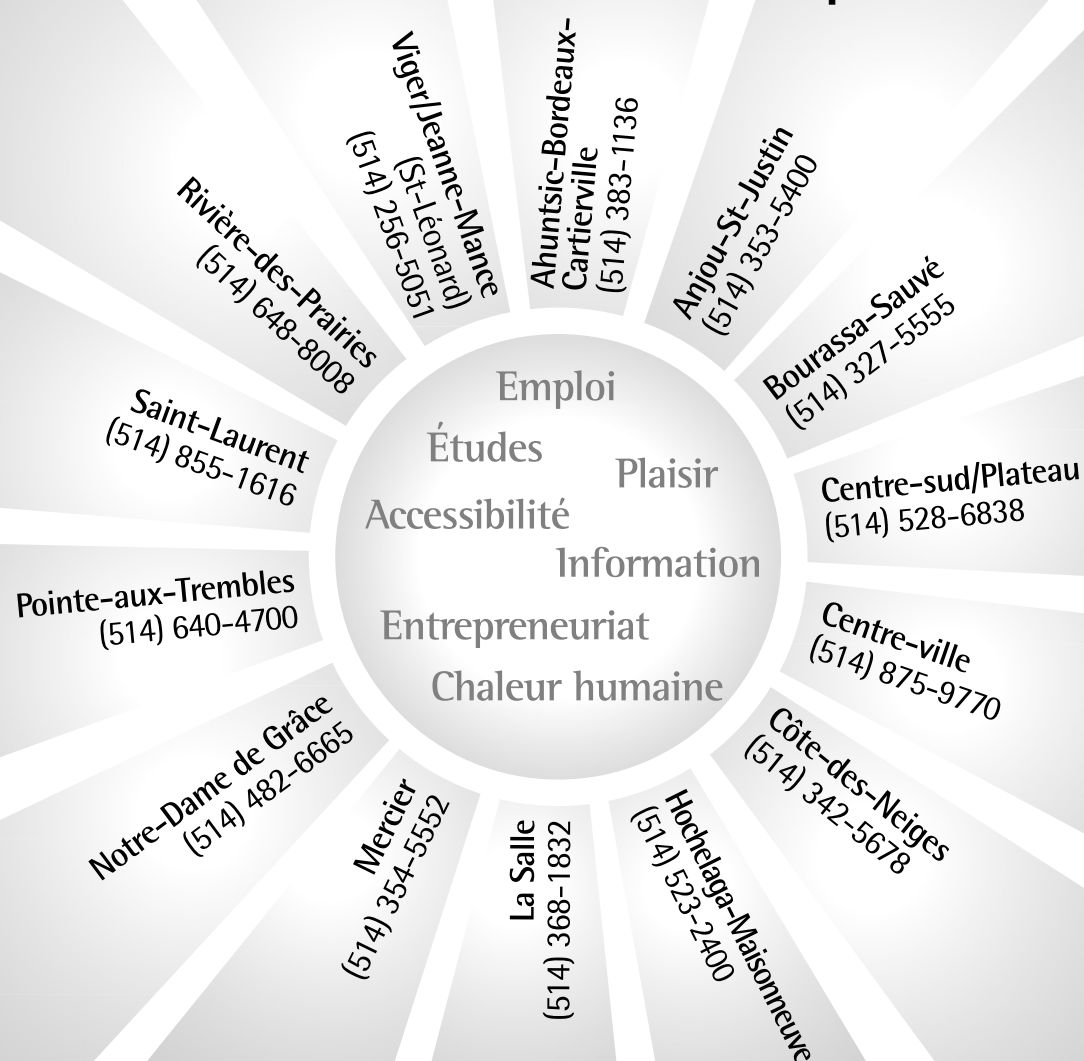 Ahuntsic-Bordeaux-
Cartierville
(514) 383-1136
Anjou-St-Justin
(514) 353-5400
Bourassa-Sauvé
(514) 327-5555
Centre-sud/Plateau
(514) 528-6838
Centre-ville
(514) 875-9770
Côte-des-Neiges
(514) 342-5678
Hochelaga-Maisonneuve
(514) 523-2400
La Salle
(514) 368-1832
Mercier
(514) 354-5552
Notre-Dame de Grâce
(514) 482-6665
Pointe-aux-Trembles
(514) 640-4700
Saint-Laurent
(514) 855-1616
Rivière-des-Prairies
(514) 648-8008
Viger/Jeanne-Mance
(St-Léonard)
(514) 256-5051
Emploi
Études
Plaisir
Accessibilité
Information
Entrepreneuriat
Chaleur humaine